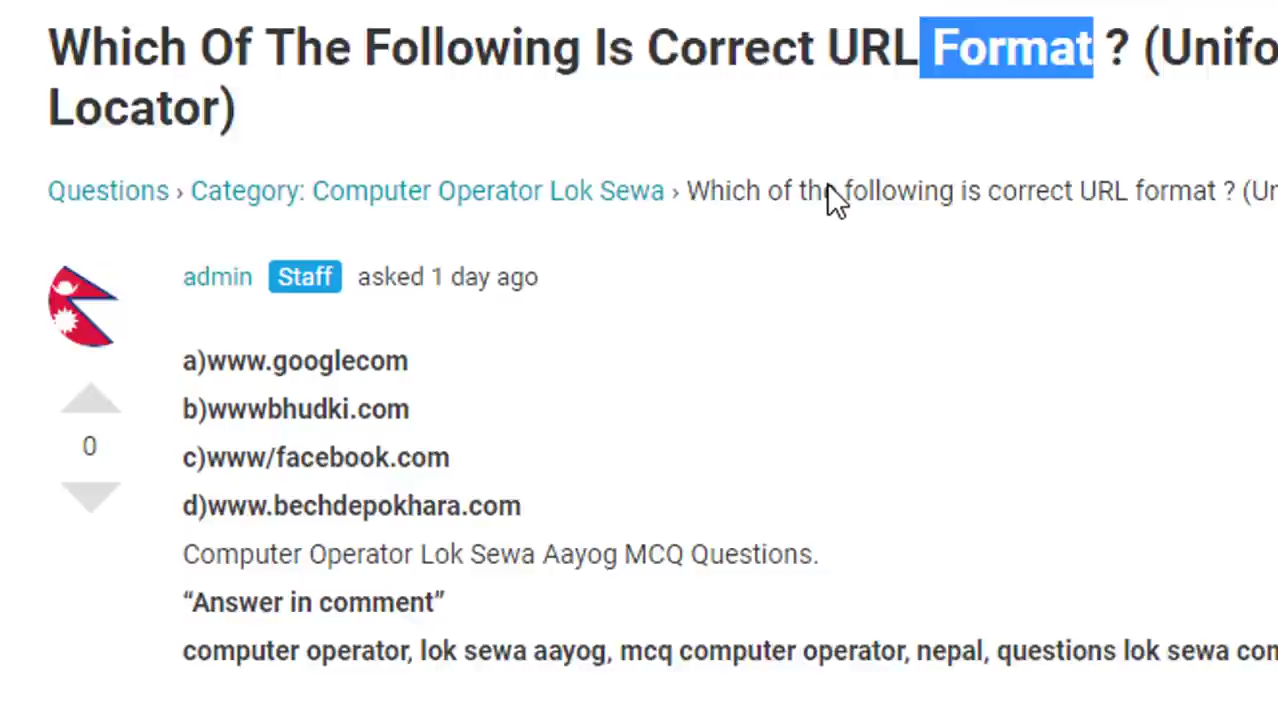 Which Of The Following Is Correct URL Format ? (Unifo
Locator)
Questions › Category: Computer Operator Lok Sewa › Which of the following is correct URL format ? (Un
admin Staff asked 1 day ago
a)www.googlecom
b)wwwbhudki.com
c)www/facebook.com
0
d)www.bechdepokhara.com
Computer Operator Lok Sewa Aayog MCQ Questions.
“Answer in comment”
computer operator, lok sewa aayog, mcq computer operator, nepal, questions lok sewa com